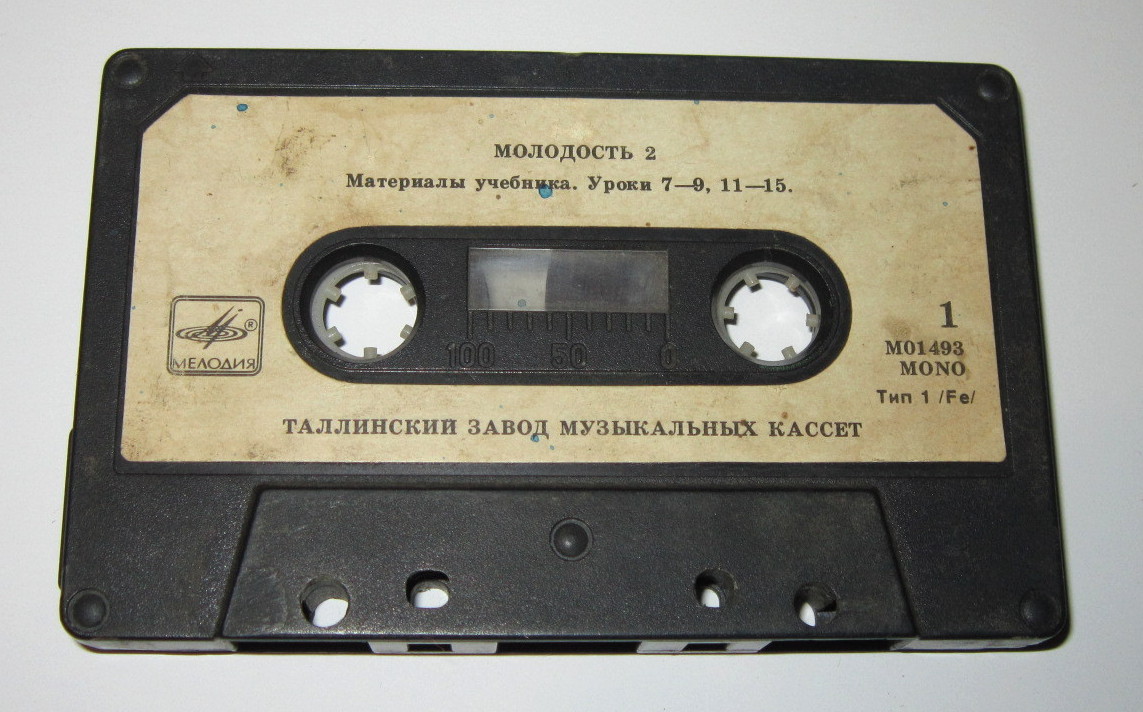 МОЛОДОСТЬ 2
Материалы учебника. Уроки 7—9, 11—15.
100 50 0
МЕЛОДИЯ ®
1
М01493
MONO
Тип 1 /Fe/
ТАЛЛИНСКИЙ ЗАВОД МУЗЫКАЛЬНЫХ КАССЕТ